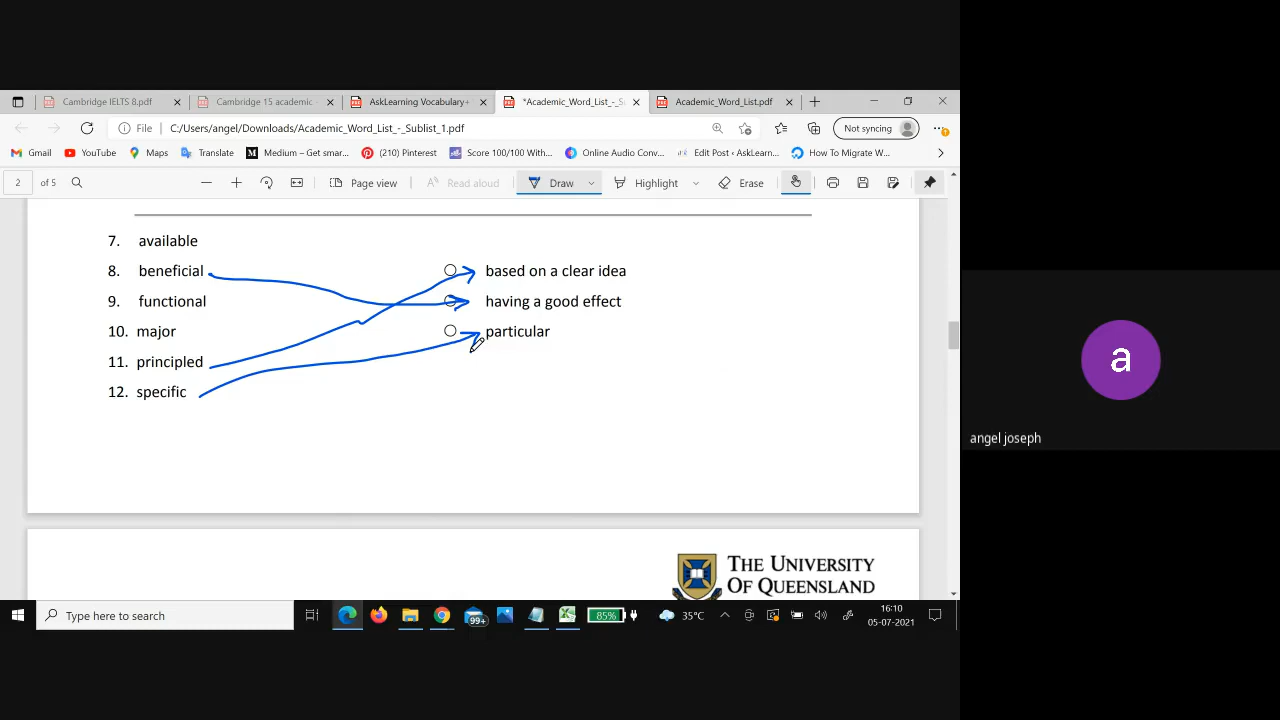 Cambridge IELTS 8.pdf
Cambridge 15 academic -
AskLearning Vocabulary+
*Academic_Word_List_-_Su
Academic_Word_List.pdf
File C:/Users/angel/Downloads/Academic_Word_List_-_Sublist_1.pdf
Not syncing
Gmail YouTube Maps Translate Medium – Get smar... (210) Pinterest Score 100/100 With... Online Audio Conv... Edit Post ‹ AskLearn... How To Migrate W...
2 of 5 Page view Read aloud Draw Highlight Erase
7. available
8. beneficial based on a clear idea
9. functional having a good effect
10. major particular
11. principled
12. specific
a
angel joseph
THE UNIVERSITY
OF QUEENSLAND
Type here to search 99+ 85% 35°C 16:10
05-07-2021